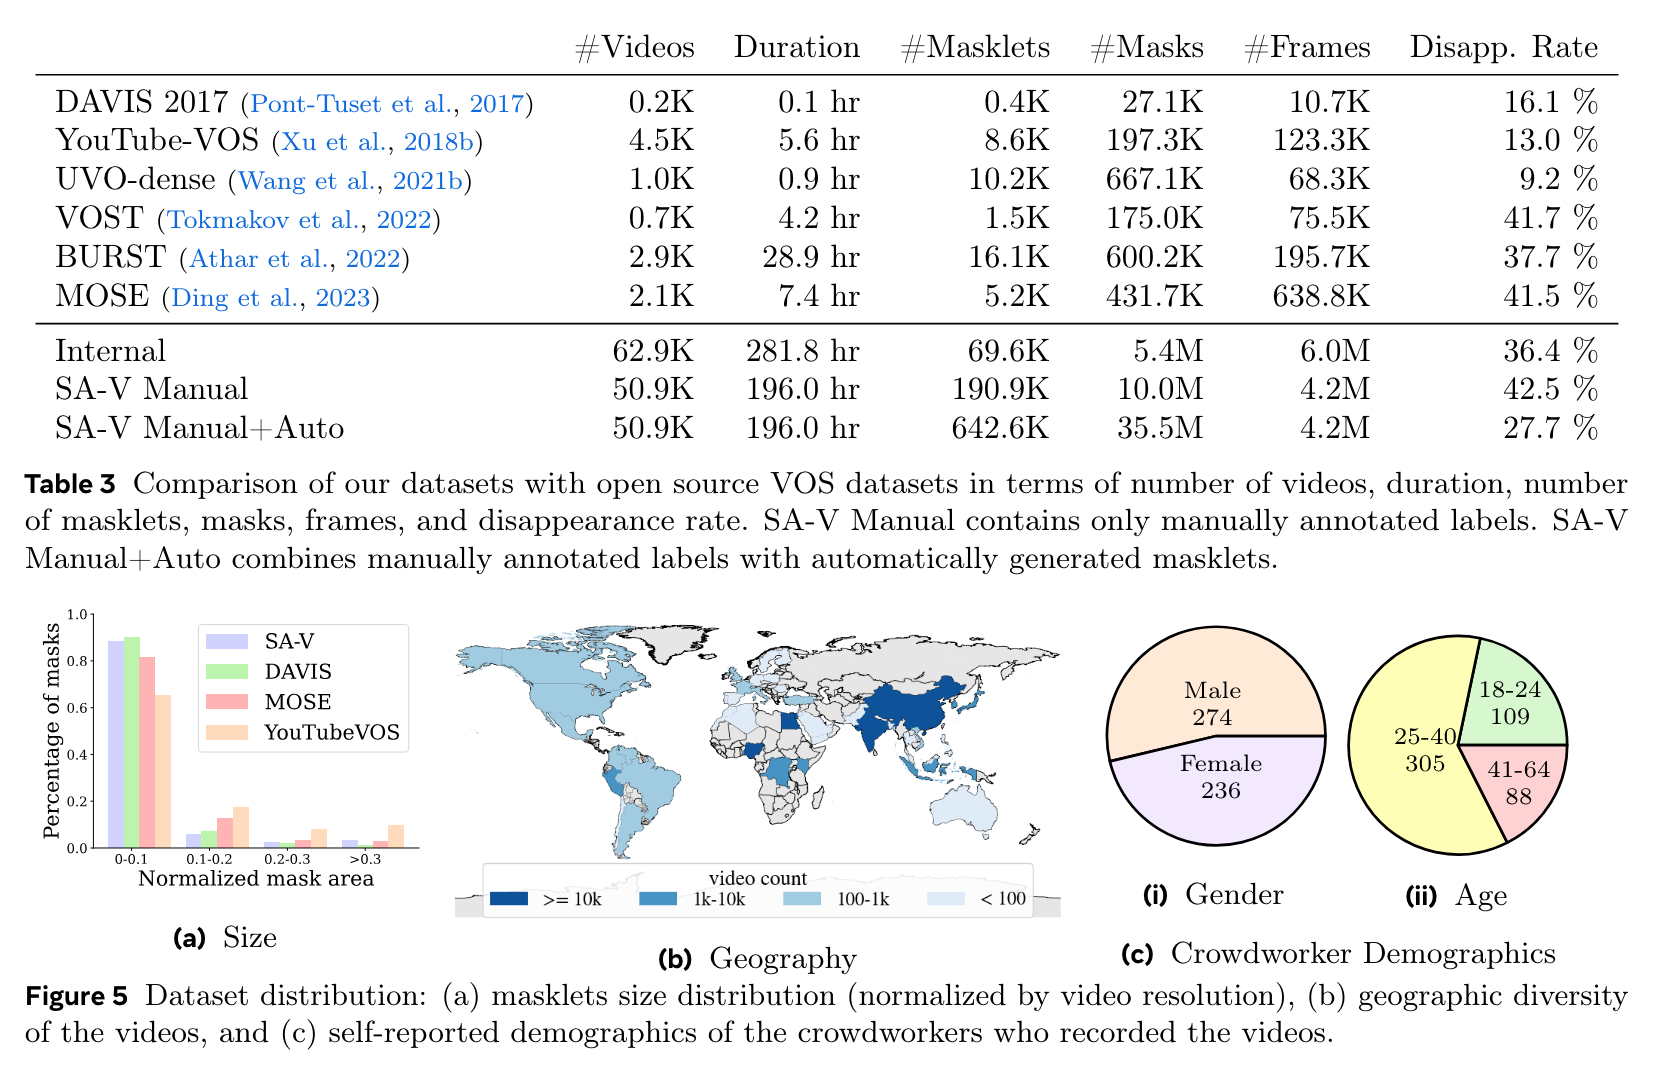 #Videos Duration #Masklets #Masks #Frames Disapp. Rate
DAVIS 2017 (Pont-Tuset et al., 2017) 0.2K 0.1 hr 0.4K 27.1K 10.7K 16.1 %
YouTube-VOS (Xu et al., 2018b) 4.5K 5.6 hr 8.6K 197.3K 123.3K 13.0 %
UVO-dense (Wang et al., 2021b) 1.0K 0.9 hr 10.2K 667.1K 68.3K 9.2 %
VOST (Tokmakov et al., 2022) 0.7K 4.2 hr 1.5K 175.0K 75.5K 41.7 %
BURST (Athar et al., 2022) 2.9K 28.9 hr 16.1K 600.2K 195.7K 37.7 %
MOSE (Ding et al., 2023) 2.1K 7.4 hr 5.2K 431.7K 638.8K 41.5 %
Internal 62.9K 281.8 hr 69.6K 5.4M 6.0M 36.4 %
SA-V Manual 50.9K 196.0 hr 190.9K 10.0M 4.2M 42.5 %
SA-V Manual+Auto 50.9K 196.0 hr 642.6K 35.5M 4.2M 27.7 %
Table 3 Comparison of our datasets with open source VOS datasets in terms of number of videos, duration, number
of masklets, masks, frames, and disappearance rate. SA-V Manual contains only manually annotated labels. SA-V
Manual+Auto combines manually annotated labels with automatically generated masklets.
Percentage of masks
1.0
0.8
0.6
0.4
0.2
0.0
SA-V
DAVIS
MOSE
YouTubeVOS
0-0.1 0.1-0.2 0.2-0.3 >0.3
Normalized mask area
(a) Size
video count
>= 10k 1k-10k 100-1k < 100
(b) Geography
Male
274
Female
236
(i) Gender
18-24
109
25-40
305
41-64
88
(ii) Age
(c) Crowdworker Demographics
Figure 5 Dataset distribution: (a) masklets size distribution (normalized by video resolution), (b) geographic diversity
of the videos, and (c) self-reported demographics of the crowdworkers who recorded the videos.